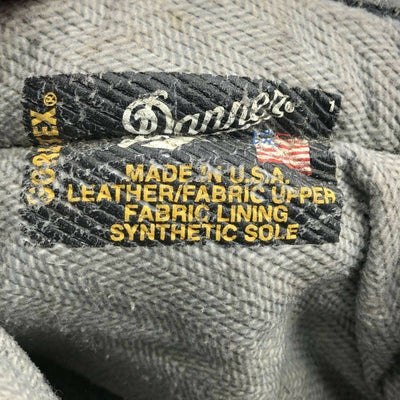 GORE-TEX®
Danner®
MADE IN U.S.A.
LEATHER/FABRIC UPPER
FABRIC LINING
SYNTHETIC SOLE